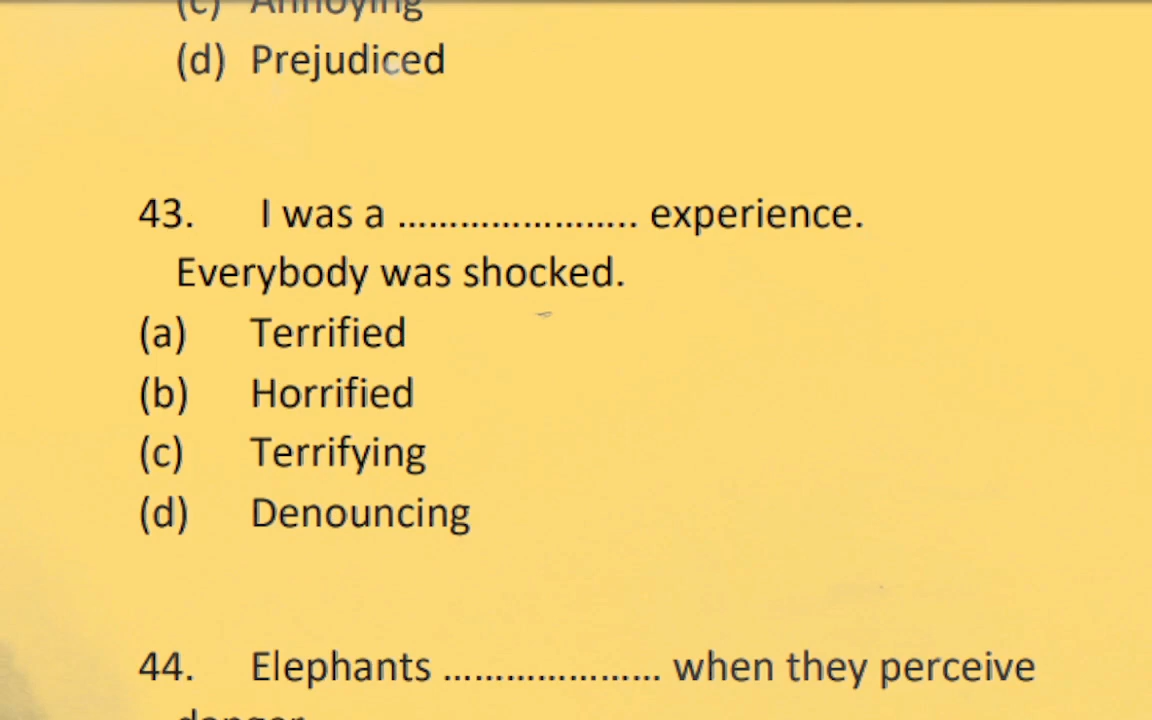 (c) Annoying
(d) Prejudiced
43. I was a ........................ experience.
Everybody was shocked.
(a) Terrified
(b) Horrified
(c) Terrifying
(d) Denouncing
44. Elephants ...................... when they perceive
danger.